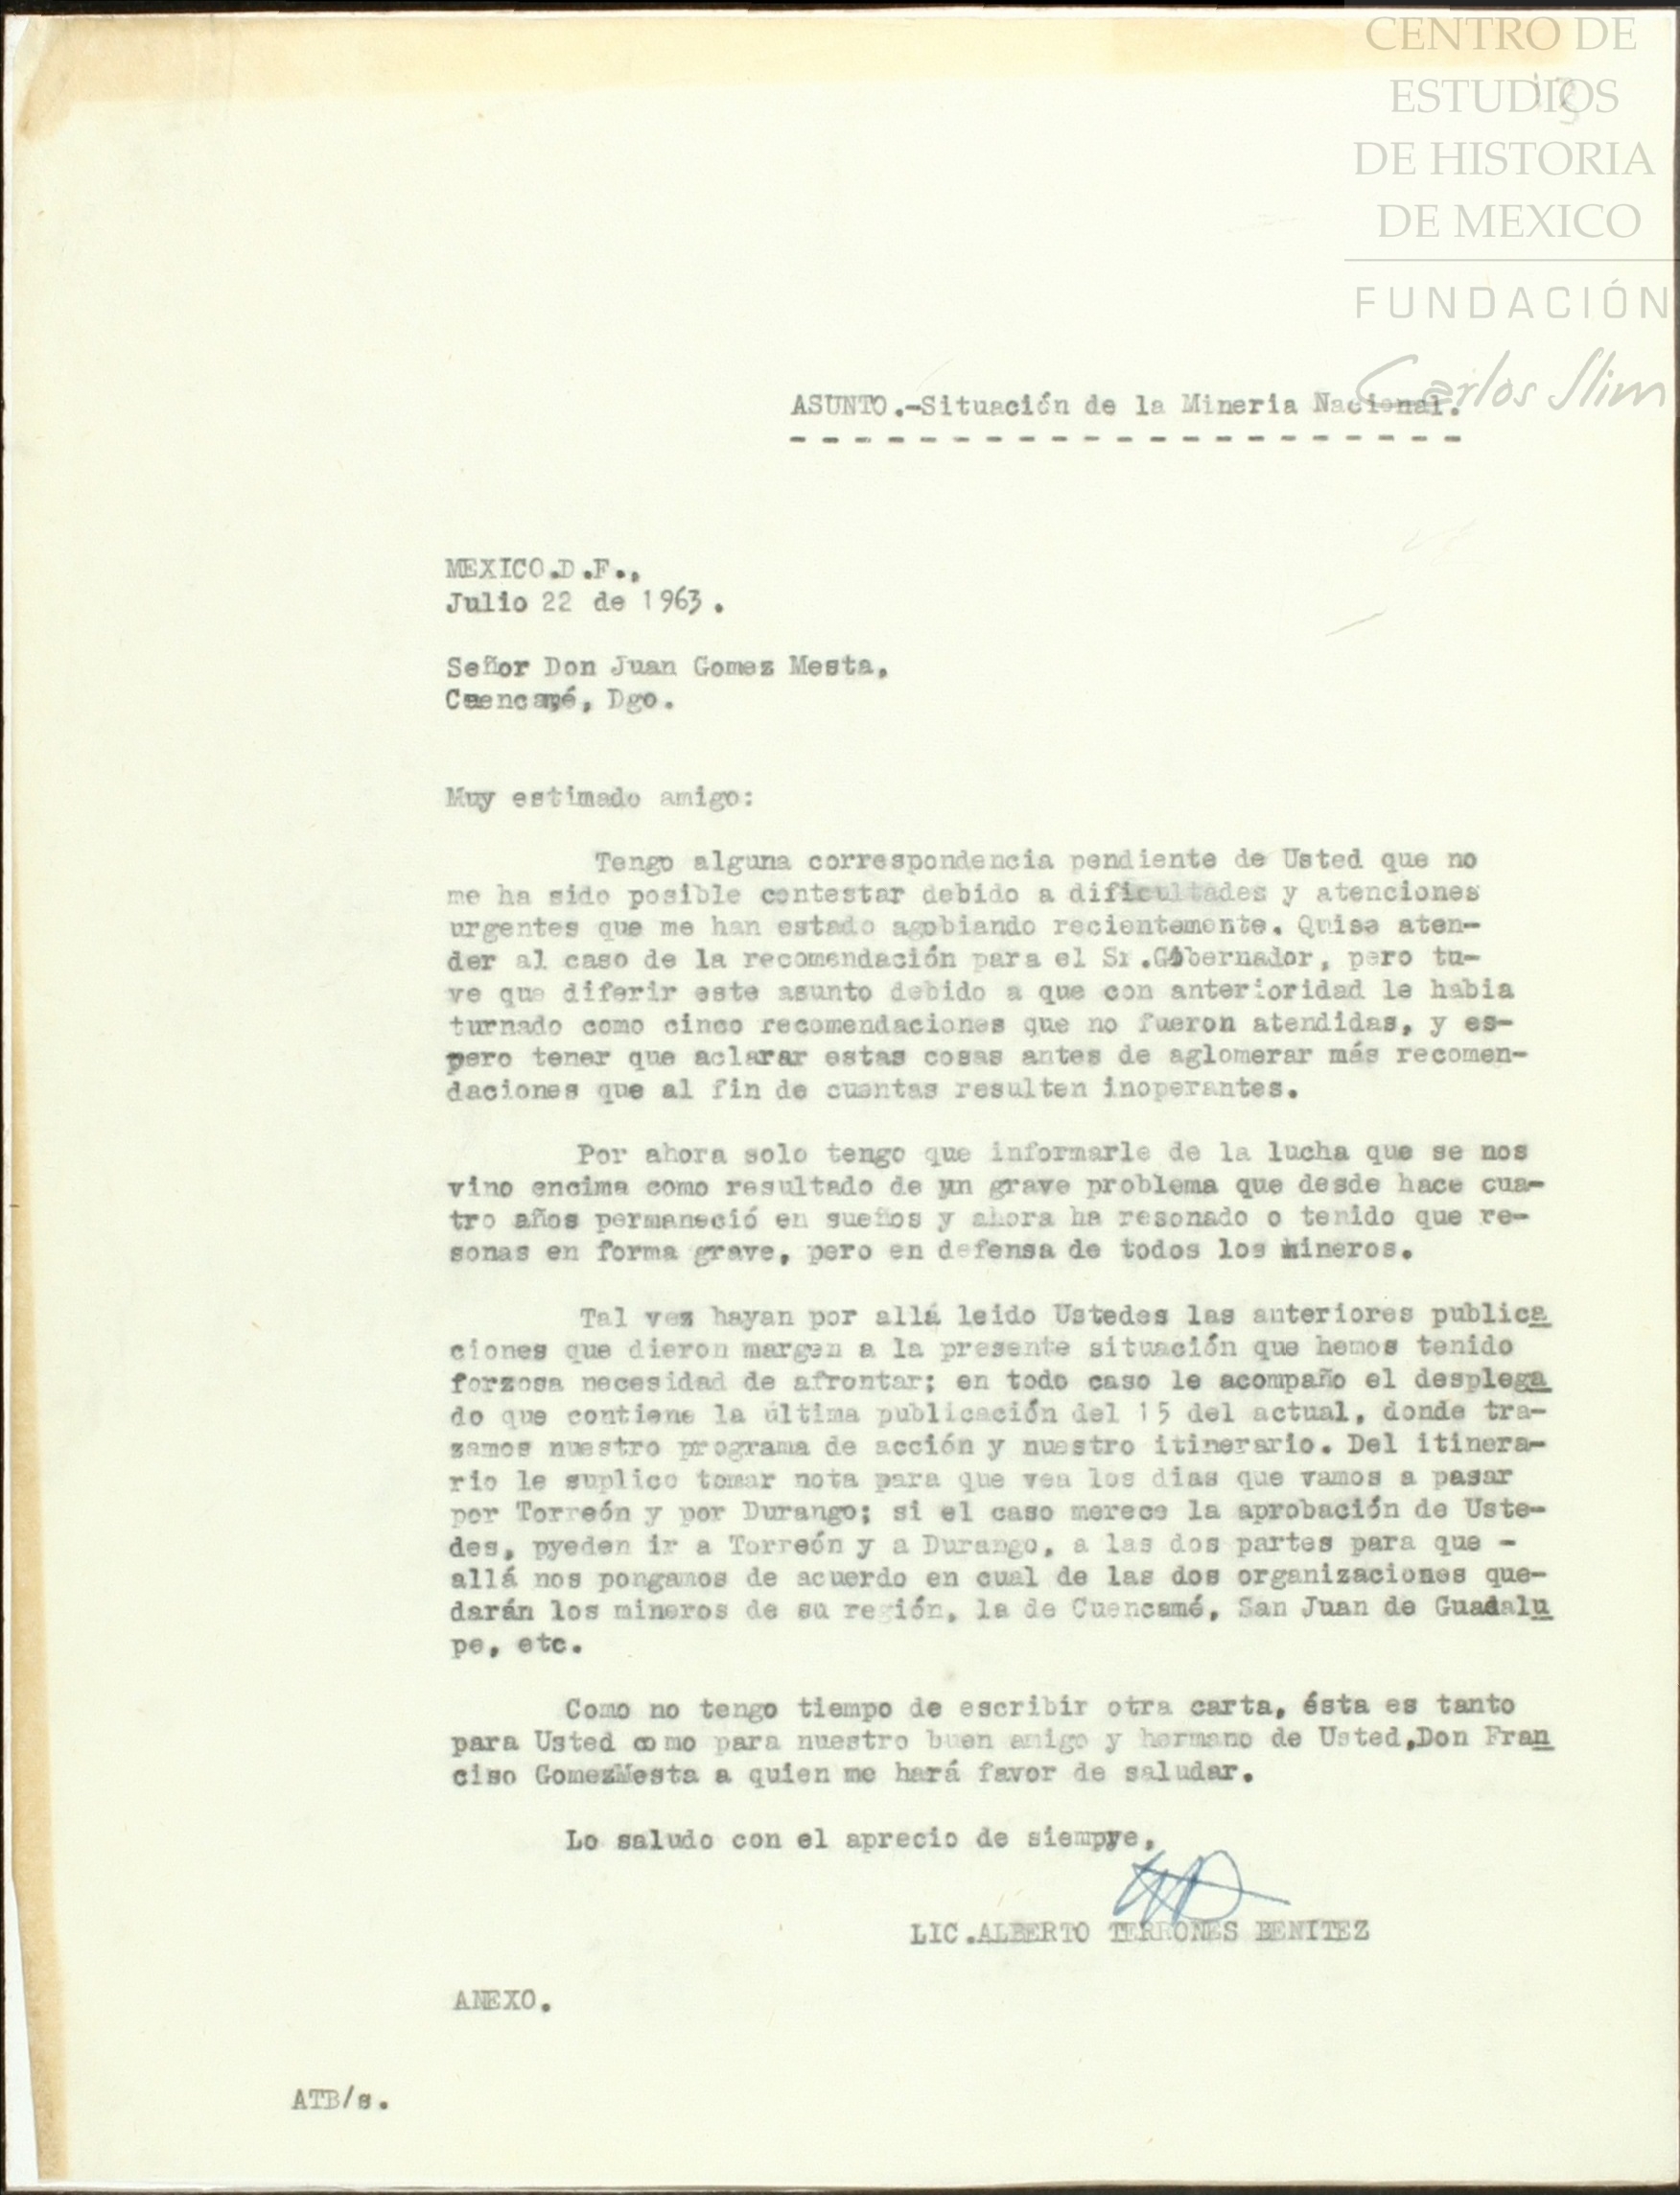 CENTRO DE
ESTUDIOS
DE HISTORIA
DE MEXICO
FUNDACIÓN
Carlos Slim
ASUNTO.-Situación de la Mineria Nacional.
MEXICO.D.F.,
Julio 22 de 1963.
Señor Don Juan Gomez Mesta,
Cuencamé, Dgo.
Muy estimado amigo:
Tengo alguna correspondencia pendiente de Usted que no
me ha sido posible contestar debido a dificultades y atenciones
urgentes que me han estado agobiando recientemente. Quise aten-
der al caso de la recomendación para el Sr.Gobernador, pero tu-
ve que diferir este asunto debido a que con anterioridad le habia
turnado como cinco recomendaciones que no fueron atendidas, y es-
pero tener que aclarar estas cosas antes de aglomerar más recomen-
daciones que al fin de cuentas resulten inoperantes.
Por ahora solo tengo que informarle de la lucha que se nos
vino encima como resultado de un grave problema que desde hace cua-
tro años permaneció en sueños y ahora ha resonado o tenido que re-
sonas en forma grave, pero en defensa de todos los mineros.
Tal vez hayan por allá leido Ustedes las anteriores publica
ciones que dieron margen a la presente situación que hemos tenido
forzosa necesidad de afrontar; en todo caso le acompaño el desplega
do que contiene la última publicación del 15 del actual, donde tra-
zamos nuestro programa de acción y nuestro itinerario. Del itinera-
rio le suplico tomar nota para que vea los dias que vamos a pasar
por Torreón y por Durango; si el caso merece la aprobación de Uste-
des, pyeden ir a Torreón y a Durango, a las dos partes para que -
allá nos pongamos de acuerdo en cual de las dos organizaciones que-
darán los mineros de su región, la de Cuencamé, San Juan de Guadalu
pe, etc.
Como no tengo tiempo de escribir otra carta, ésta es tanto
para Usted como para nuestro buen amigo y hermano de Usted,Don Fran
ciso GomezMesta a quien me hará favor de saludar.
Lo saludo con el aprecio de siempye,
LIC.ALBERTO TERRONES BENITEZ
ANEXO.
ATB/s.